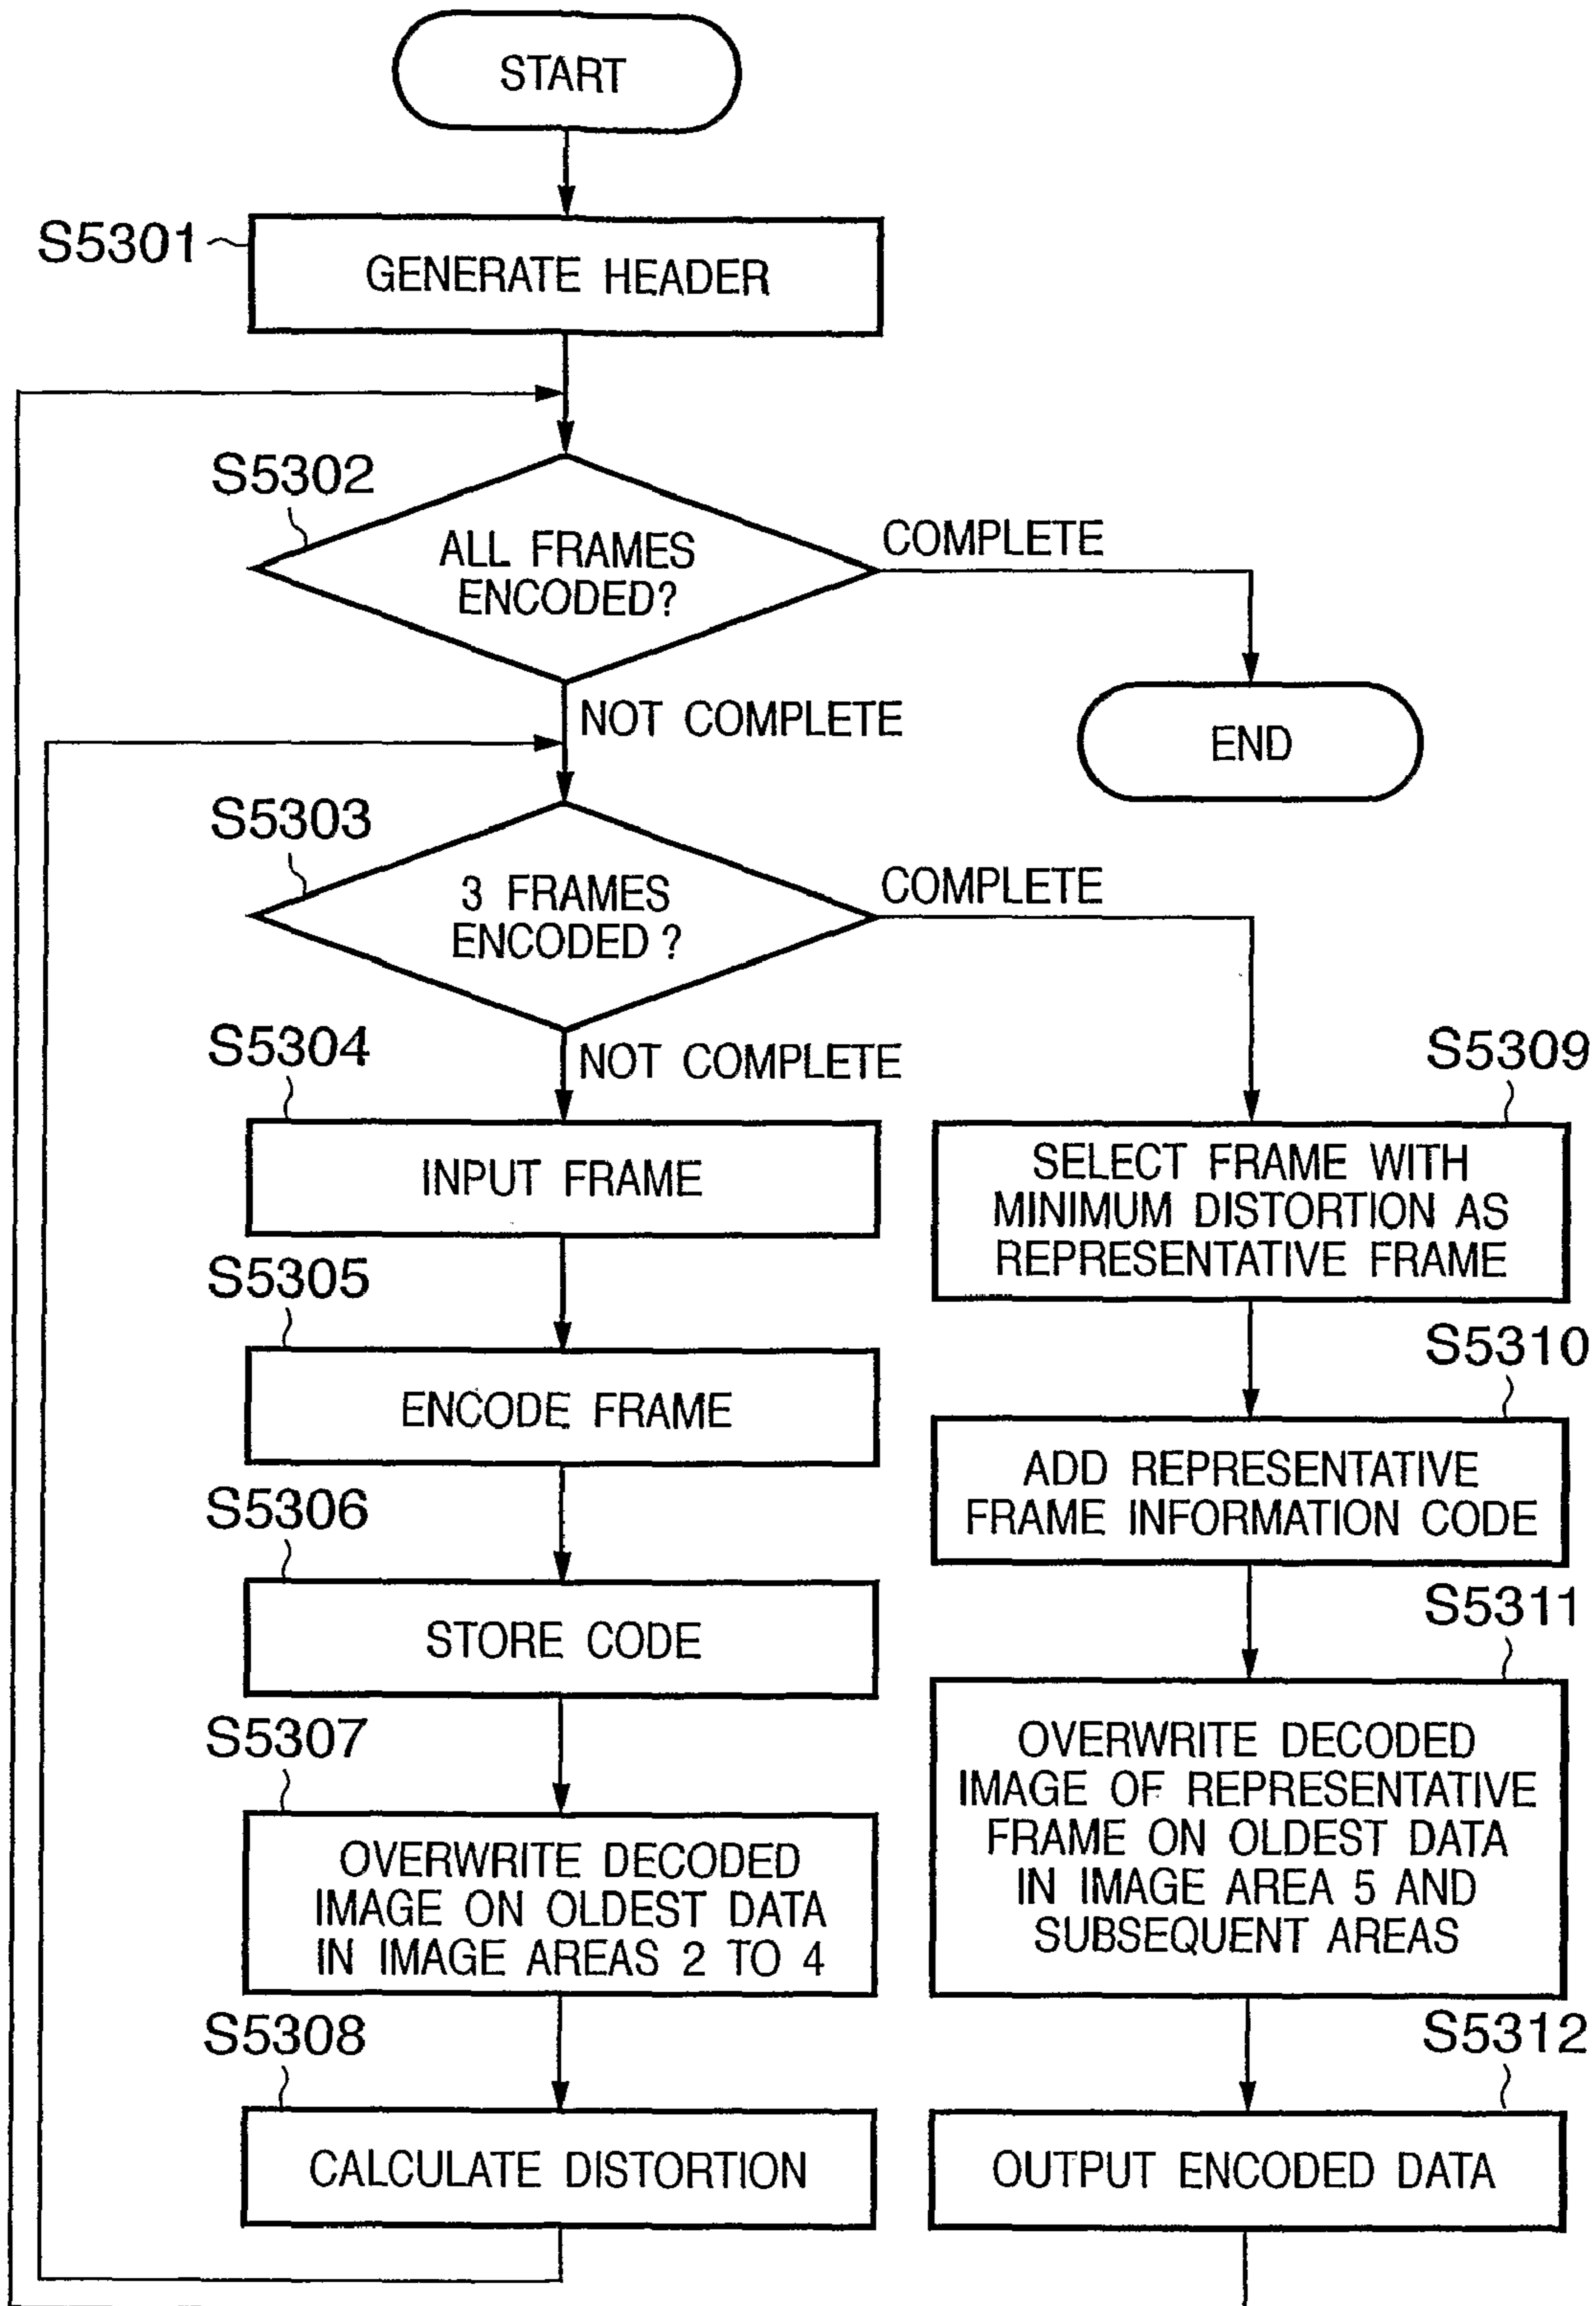 START
S5301
GENERATE HEADER
S5302
ALL FRAMES
ENCODED?
COMPLETE
NOT COMPLETE
END
S5303
3 FRAMES
ENCODED ?
COMPLETE
NOT COMPLETE
S5304
INPUT FRAME
S5305
ENCODE FRAME
S5306
STORE CODE
S5307
OVERWRITE DECODED
IMAGE ON OLDEST DATA
IN IMAGE AREAS 2 TO 4
S5308
CALCULATE DISTORTION
S5309
SELECT FRAME WITH
MINIMUM DISTORTION AS
REPRESENTATIVE FRAME
S5310
ADD REPRESENTATIVE
FRAME INFORMATION CODE
S5311
OVERWRITE DECODED
IMAGE OF REPRESENTATIVE
FRAME ON OLDEST DATA
IN IMAGE AREA 5 AND
SUBSEQUENT AREAS
S5312
OUTPUT ENCODED DATA